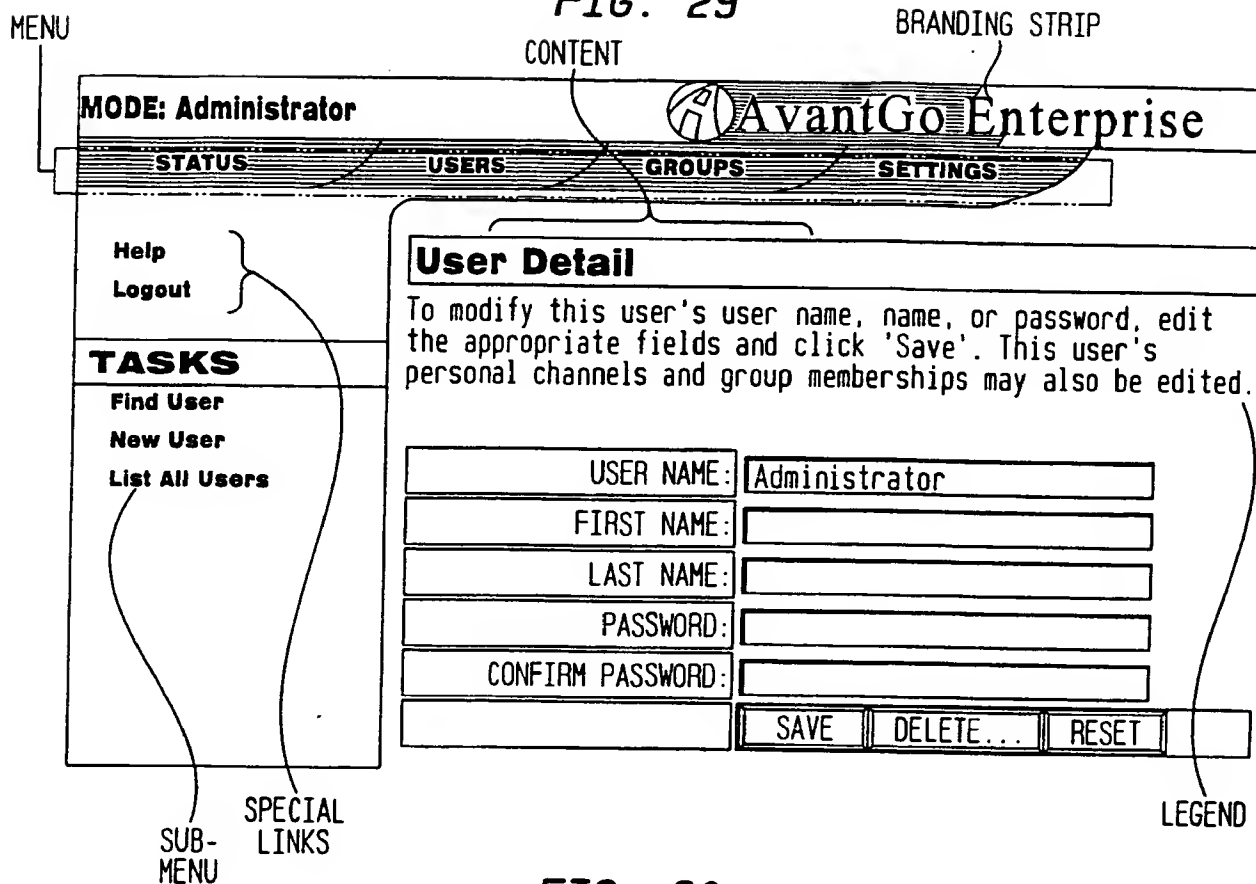 FIG. 29
MENU
CONTENT
BRANDING STRIP
MODE: Administrator
AvantGo Enterprise
STATUS USERS GROUPS SETTINGS
Help
Logout
TASKS
Find User
New User
List All Users
User Detail
To modify this user's user name, name, or password, edit
the appropriate fields and click 'Save'. This user's
personal channels and group memberships may also be edited.
USER NAME: Administrator
FIRST NAME:
LAST NAME:
PASSWORD:
CONFIRM PASSWORD:
SAVE DELETE... RESET
SUB-
MENU
SPECIAL
LINKS
LEGEND